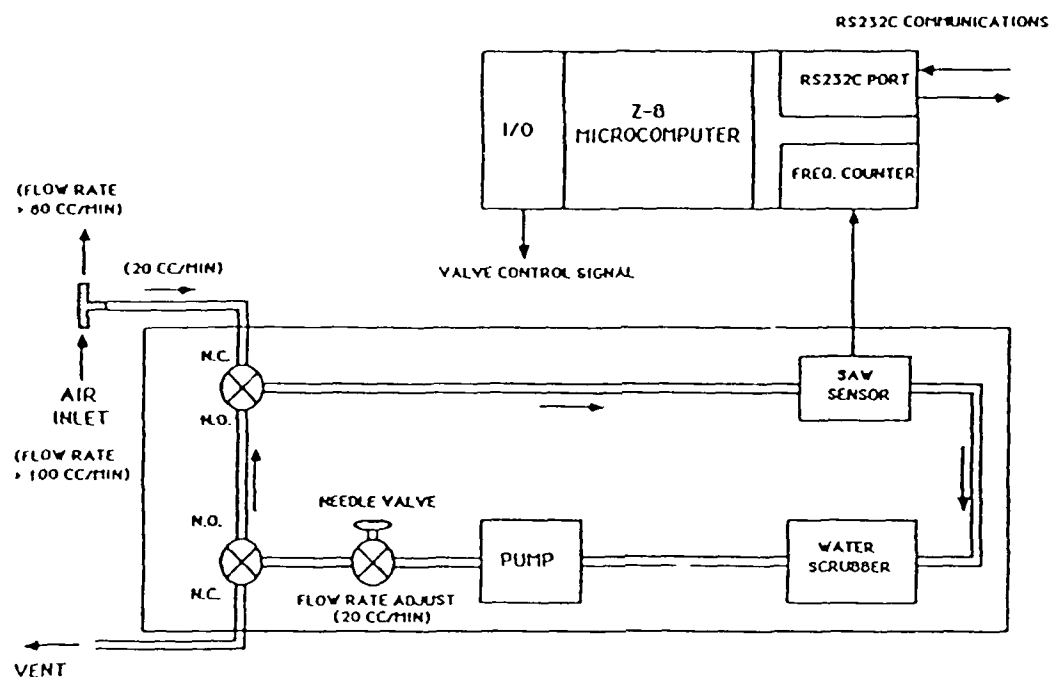 RS232C COMMUNICATIONS
RS232C PORT
I/O
Z-8
MICROCOMPUTER
FREQ. COUNTER
(FLOW RATE
> 80 CC/MIN)
(20 CC/MIN)
VALVE CONTROL SIGNAL
N.C.
AIR
INLET
N.O.
SAW
SENSOR
(FLOW RATE
> 100 CC/MIN)
NEEDLE VALVE
N.O.
PUMP
WATER
SCRUBBER
N.C.
FLOW RATE ADJUST
(20 CC/MIN)
VENT